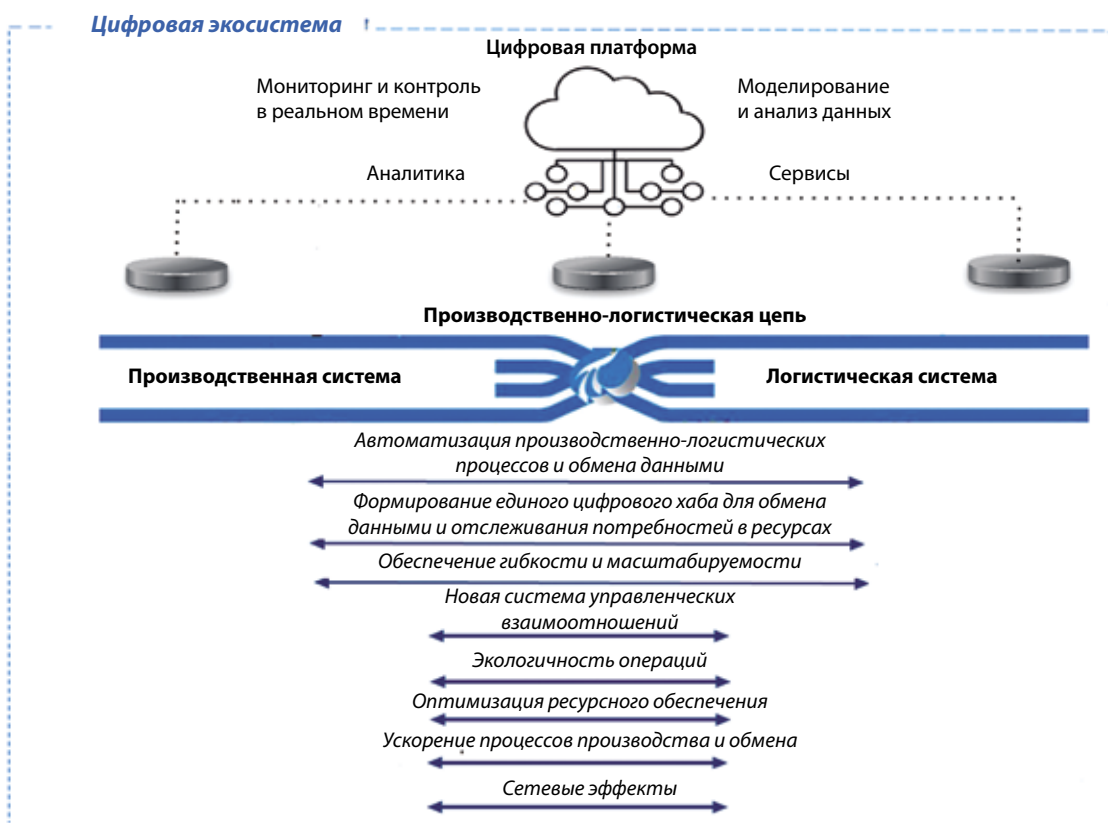 Цифровая экосистема
Цифровая платформа
Мониторинг и контроль
в реальном времени
Моделирование
и анализ данных
Аналитика
Сервисы
Производственно-логистическая цепь
Производственная система
Логистическая система
Автоматизация производственно-логистических
процессов и обмена данными
Формирование единого цифрового хаба для обмена
данными и отслеживания потребностей в ресурсах
Обеспечение гибкости и масштабируемости
Новая система управленческих
взаимоотношений
Экологичность операций
Оптимизация ресурсного обеспечения
Ускорение процессов производства и обмена
Сетевые эффекты